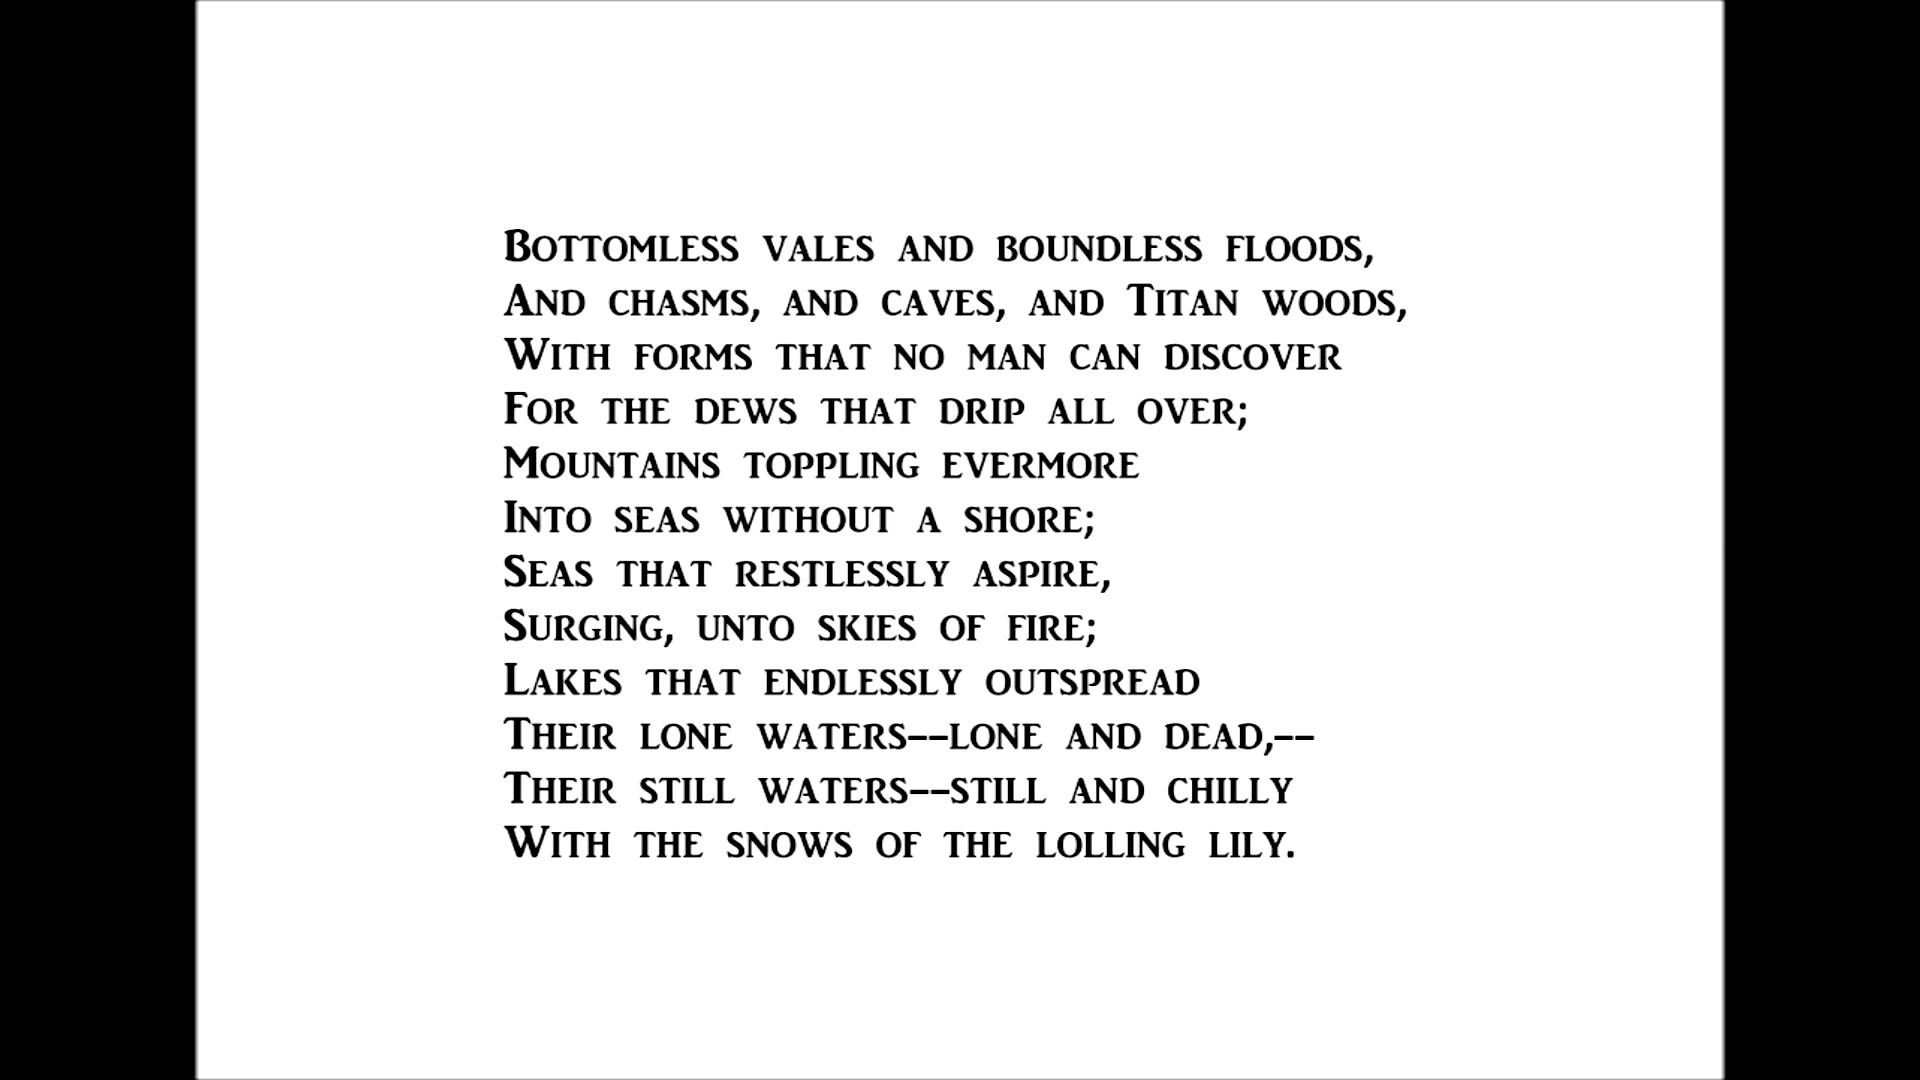 Bottomless vales and boundless floods,
And chasms, and caves, and Titan woods,
With forms that no man can discover
For the dews that drip all over;
Mountains toppling evermore
Into seas without a shore;
Seas that restlessly aspire,
Surging, unto skies of fire;
Lakes that endlessly outspread
Their lone waters--lone and dead,--
Their still waters--still and chilly
With the snows of the lolling lily.